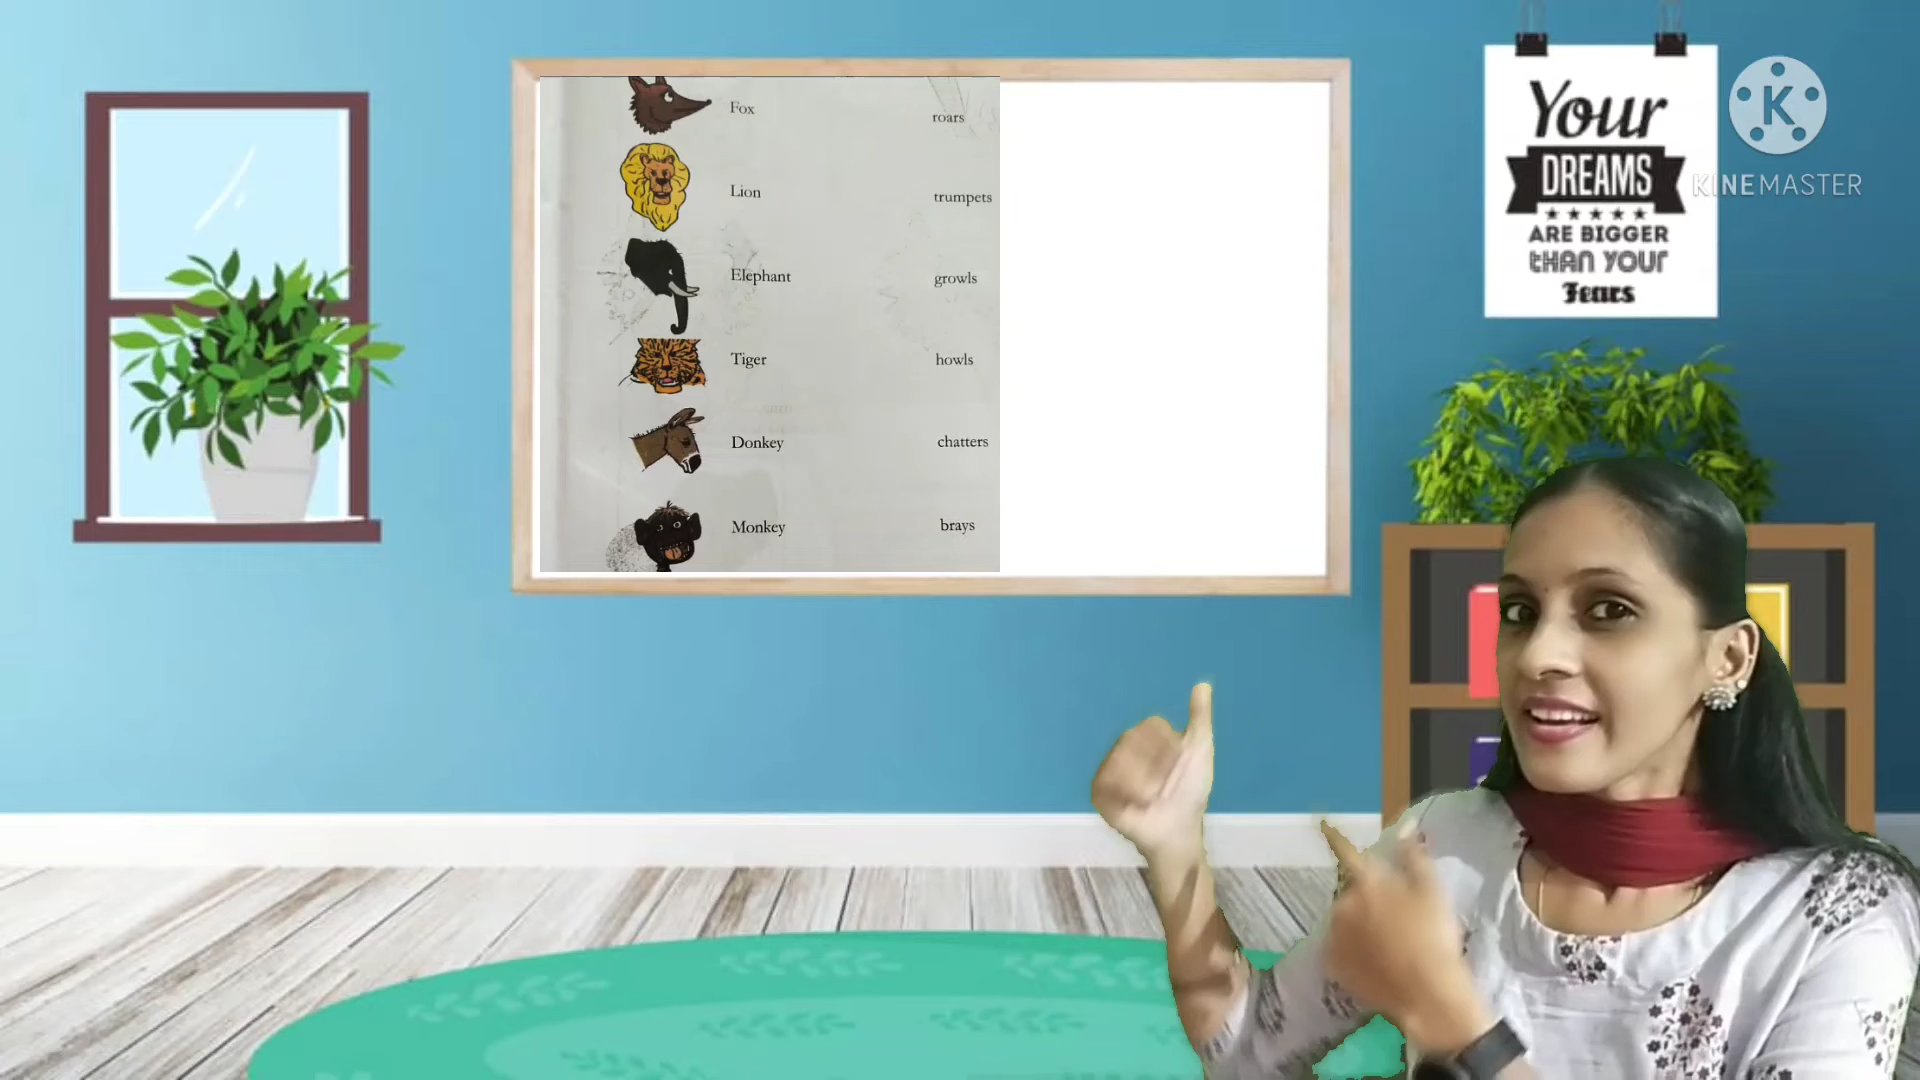 Fox roars
Lion trumpets
Elephant growls
Tiger howls
Donkey chatters
Monkey brays
Your
DREAMS
ARE BIGGER
THAN YOUR
Fears
K
KINEMASTER